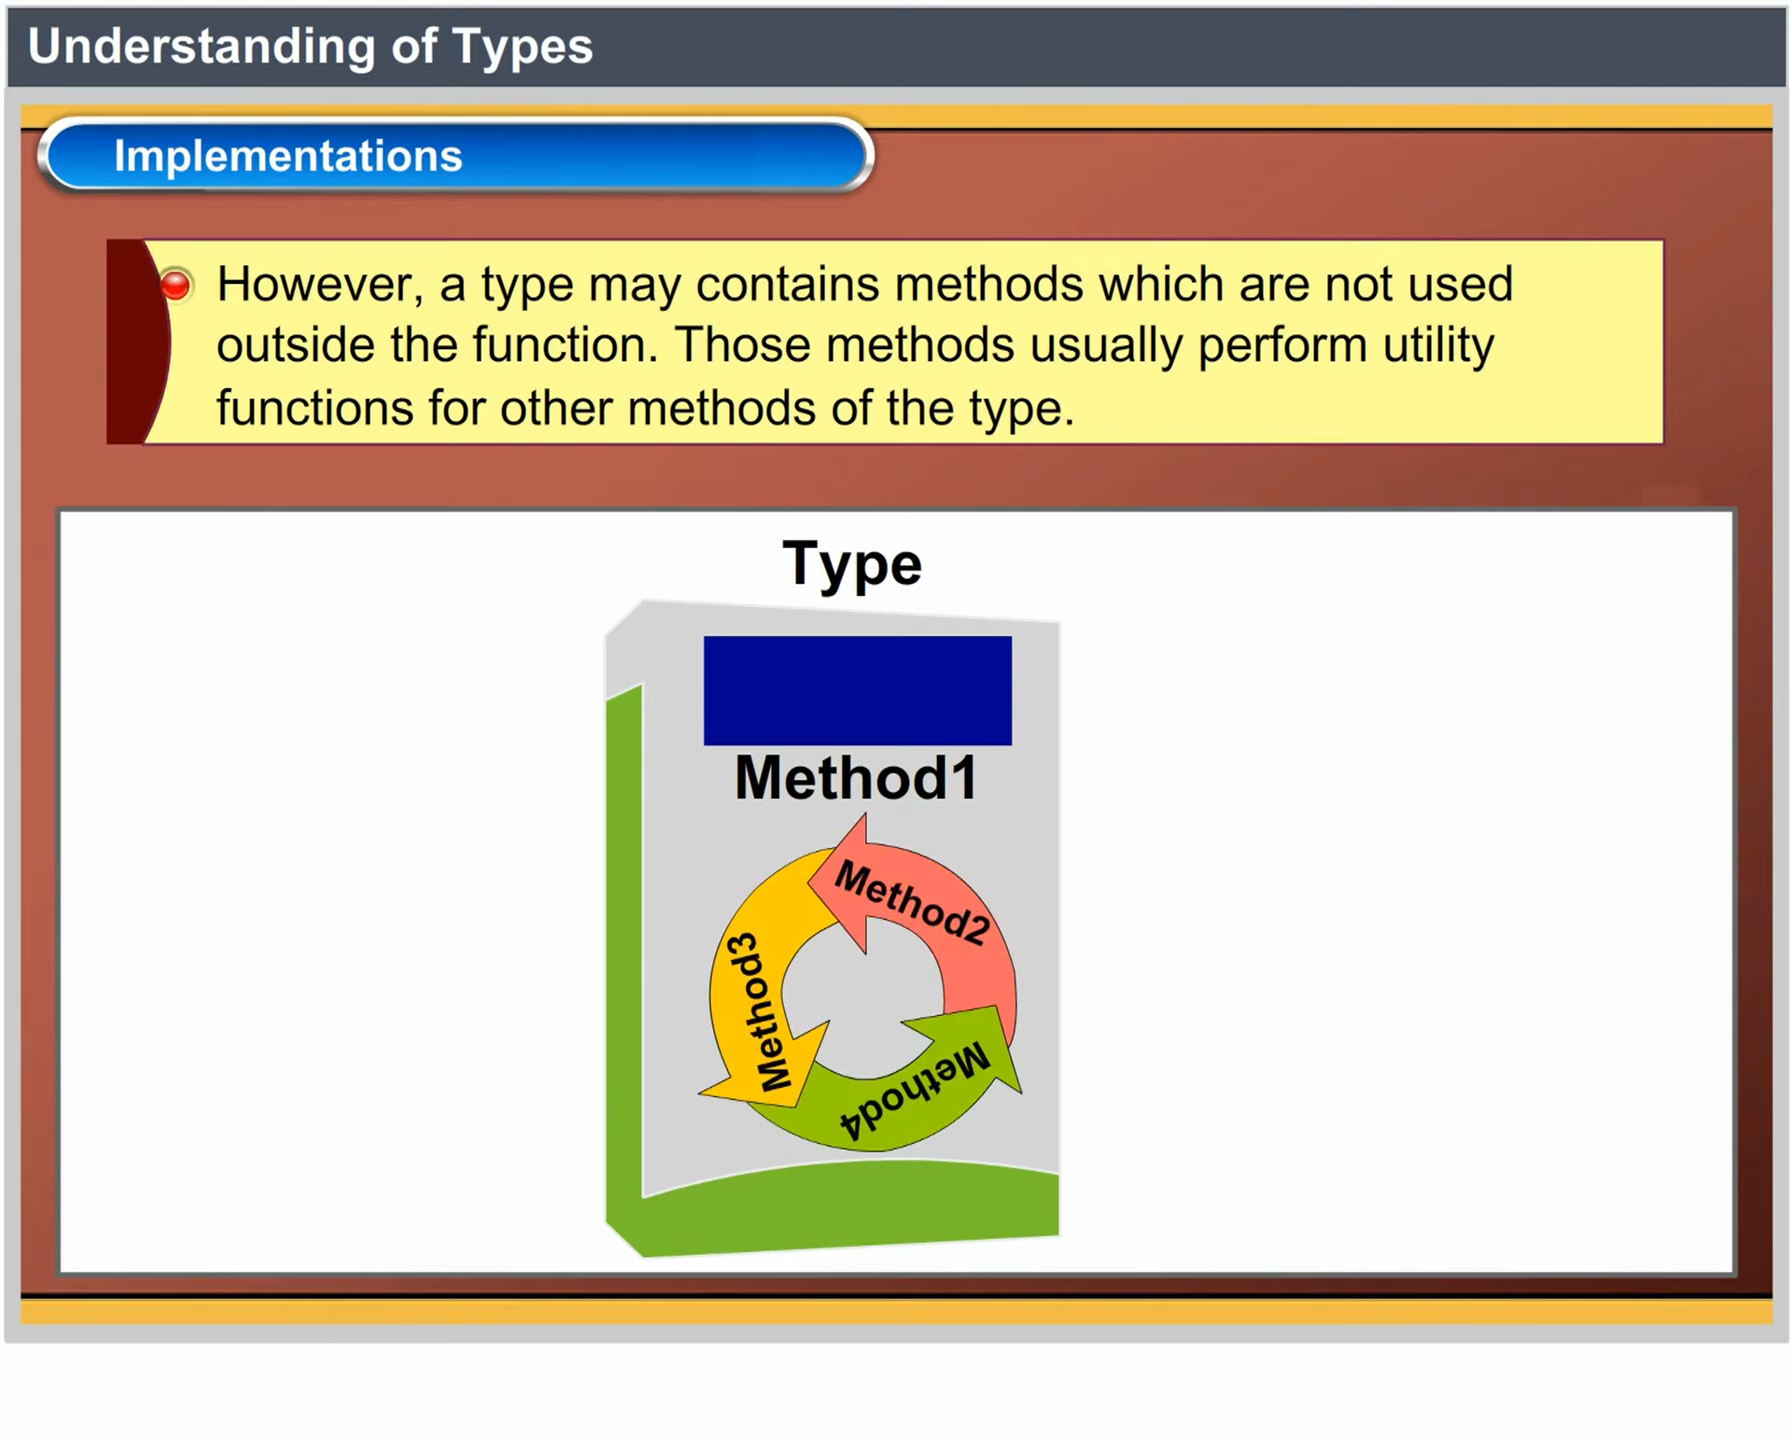 Understanding of Types
Implementations
However, a type may contains methods which are not used
outside the function. Those methods usually perform utility
functions for other methods of the type.
Type
Method1
Method2
Method3
Method4